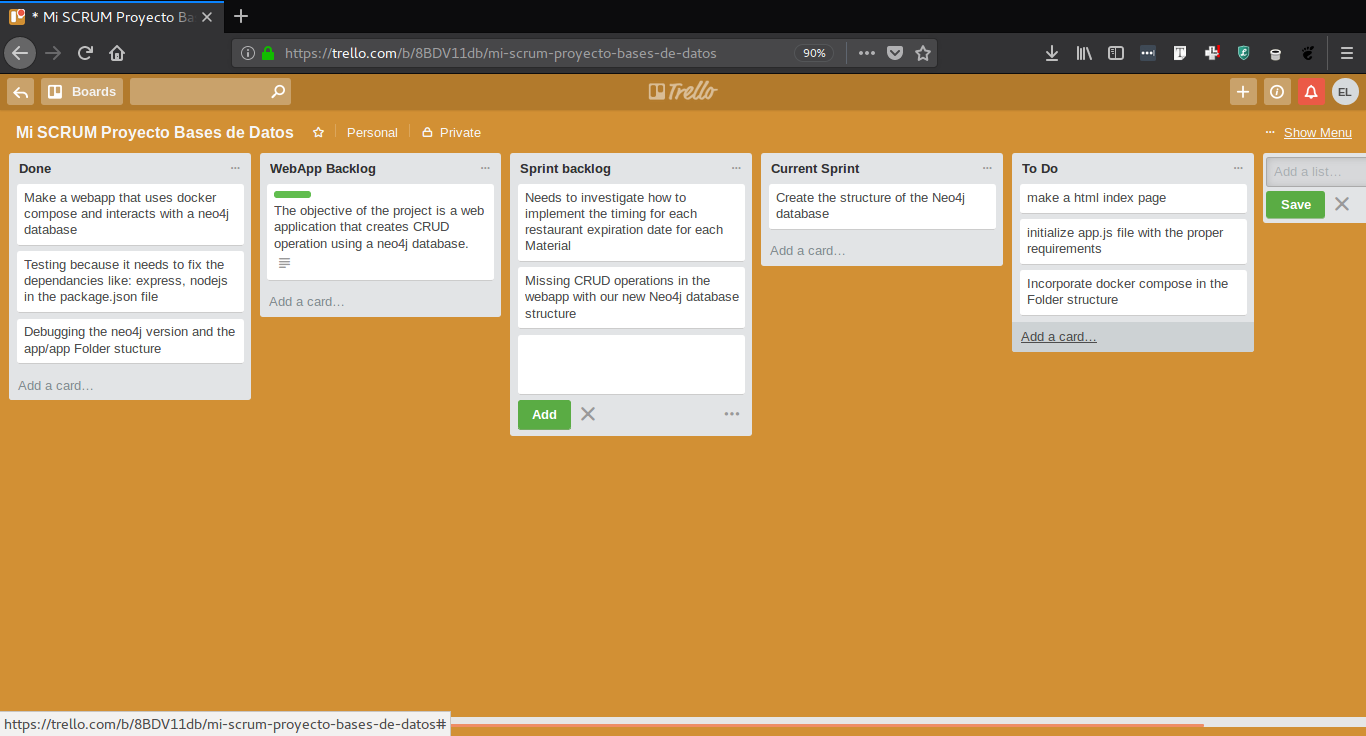 * Mi SCRUM Proyecto Ba
https://trello.com/b/8BDV11db/mi-scrum-proyecto-bases-de-datos
90%
Boards
Trello
EL
Mi SCRUM Proyecto Bases de Datos
Personal
Private
Show Menu
Done
Make a webapp that uses docker
compose and interacts with a neo4j
database
Testing because it needs to fix the
dependancies like: express, nodejs
in the package.json file
Debugging the neo4j version and the
app/app Folder stucture
Add a card…
WebApp Backlog
The objective of the project is a web
application that creates CRUD
operation using a neo4j database.
Add a card…
Sprint backlog
Needs to investigate how to
implement the timing for each
restaurant expiration date for each
Material
Missing CRUD operations in the
webapp with our new Neo4j database
structure
Add
Current Sprint
Create the structure of the Neo4j
database
Add a card…
To Do
make a html index page
initialize app.js file with the proper
requirements
Incorporate docker compose in the
Folder structure
Add a card…
Add a list…
Save
https://trello.com/b/8BDV11db/mi-scrum-proyecto-bases-de-datos#